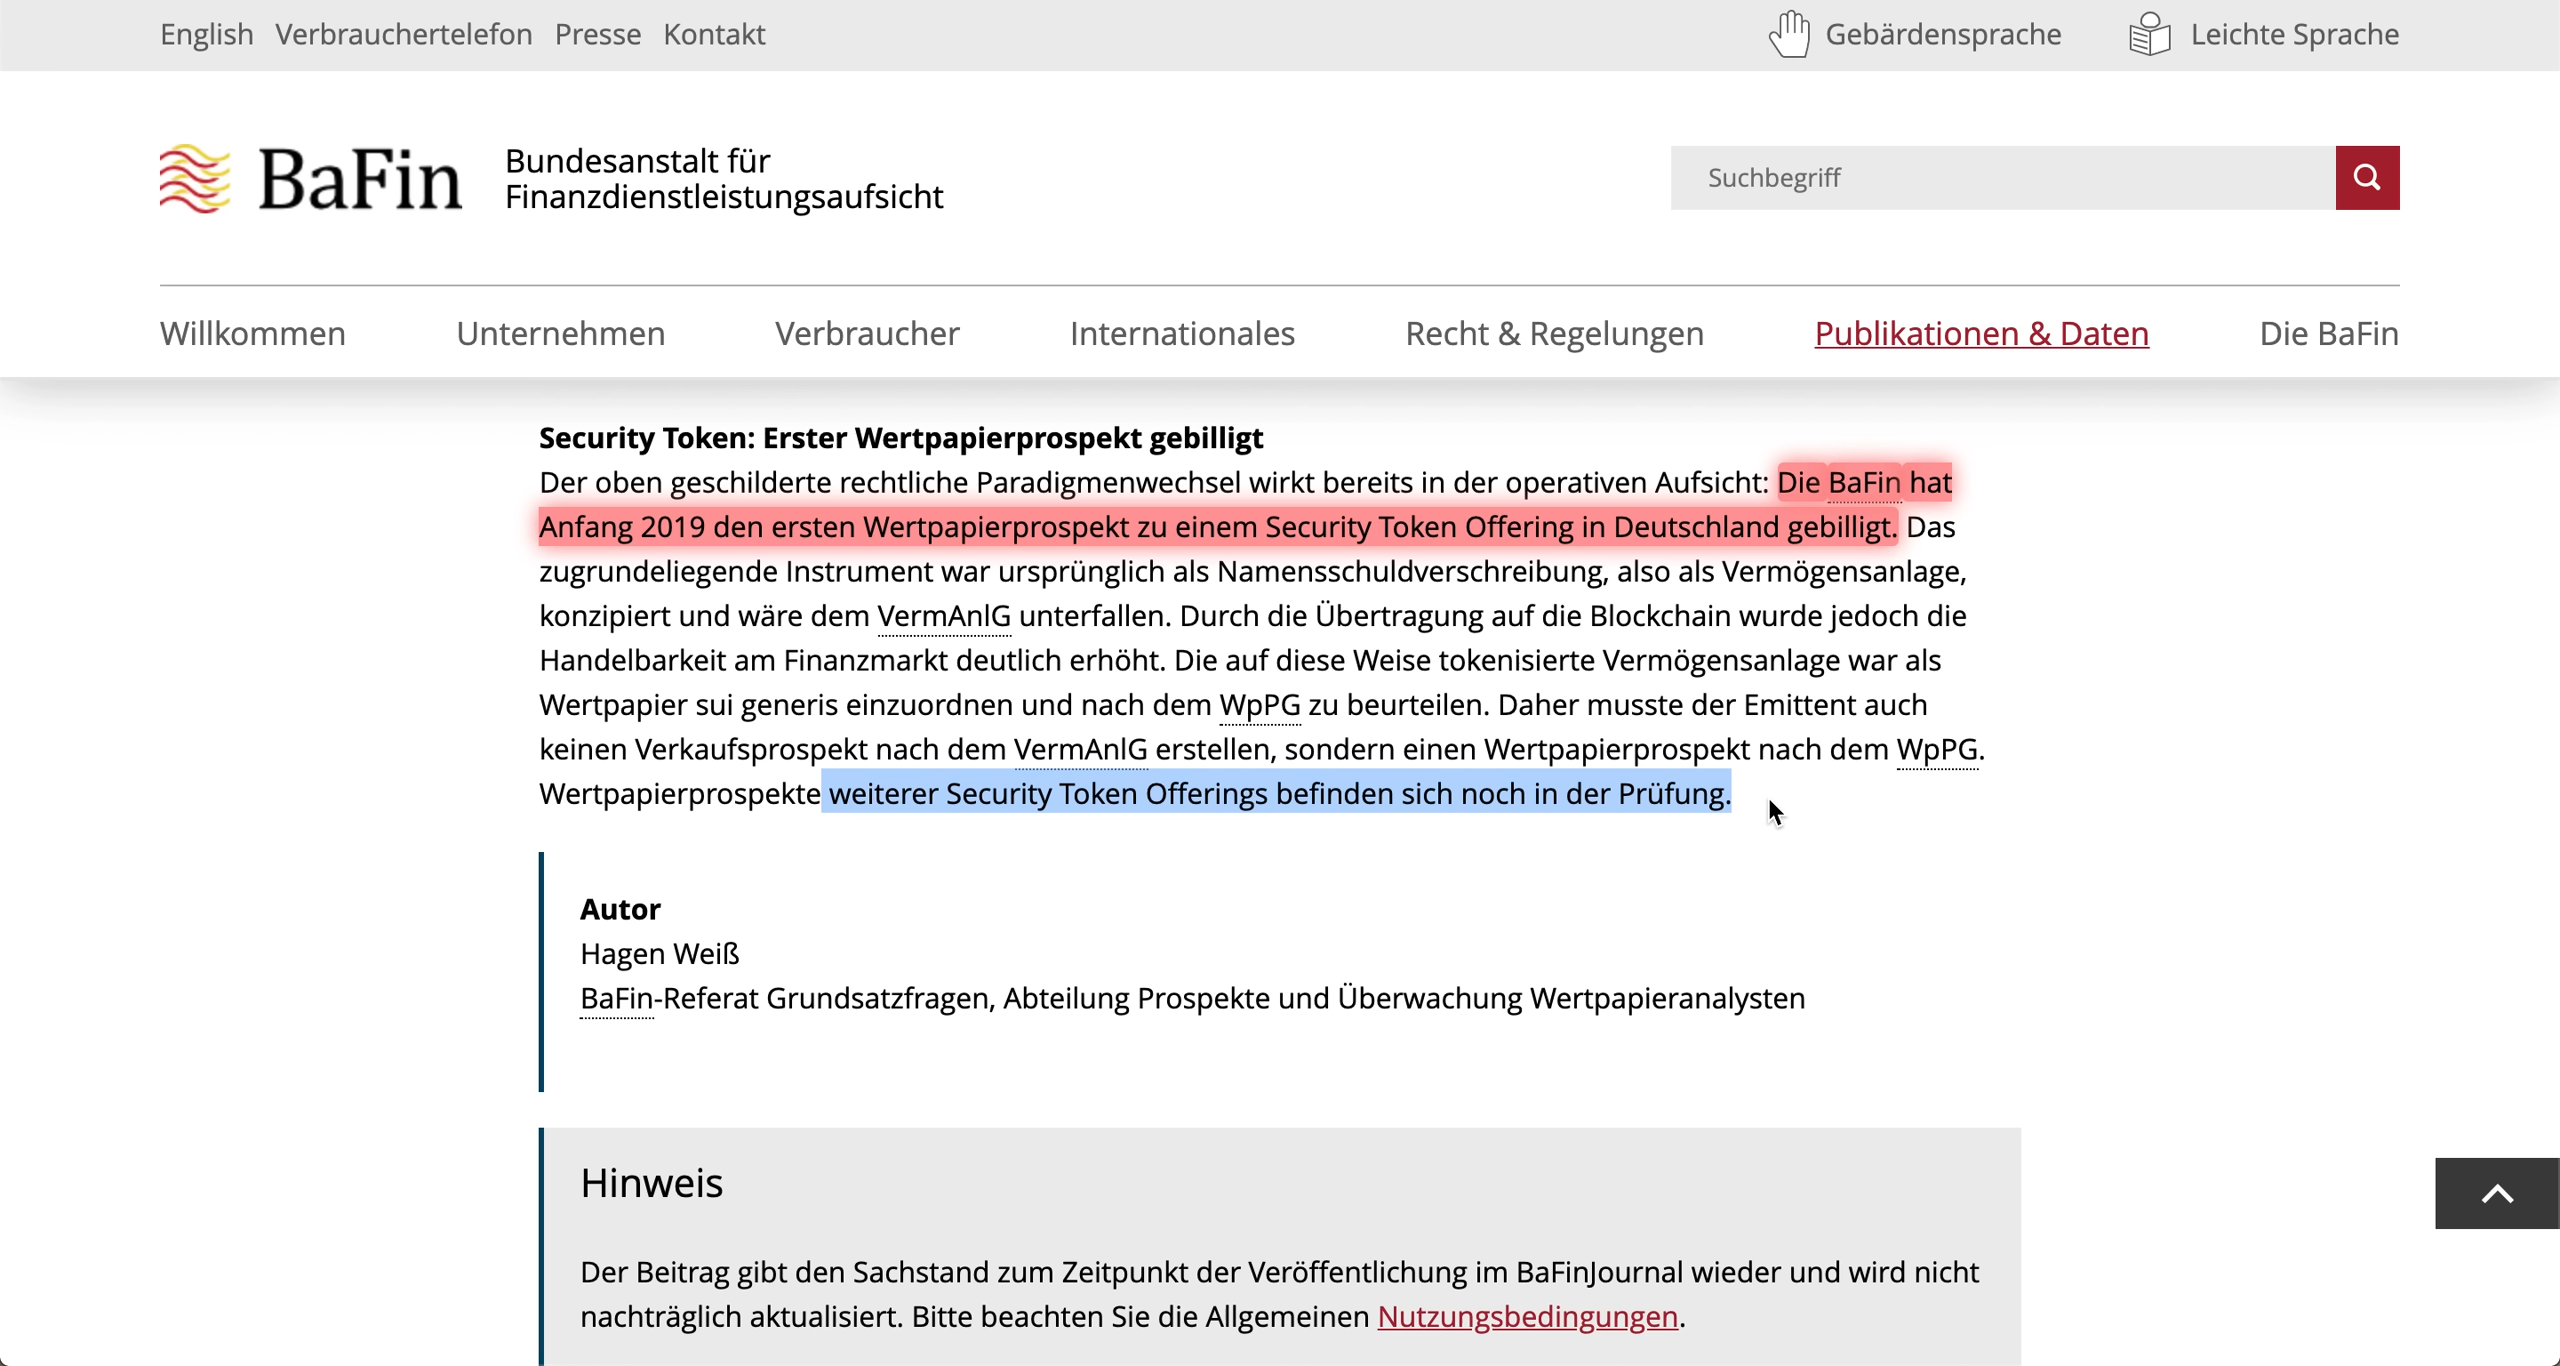 English Verbrauchertelefon Presse Kontakt Gebärdensprache Leichte Sprache
BaFin
Bundesanstalt für
Finanzdienstleistungsaufsicht
Suchbegriff
Willkommen Unternehmen Verbraucher Internationales Recht & Regelungen Publikationen & Daten Die BaFin
Security Token: Erster Wertpapierprospekt gebilligt
Der oben geschilderte rechtliche Paradigmenwechsel wirkt bereits in der operativen Aufsicht: Die BaFin hat
Anfang 2019 den ersten Wertpapierprospekt zu einem Security Token Offering in Deutschland gebilligt. Das
zugrundeliegende Instrument war ursprünglich als Namensschuldverschreibung, also als Vermögensanlage,
konzipiert und wäre dem VermAnlG unterfallen. Durch die Übertragung auf die Blockchain wurde jedoch die
Handelbarkeit am Finanzmarkt deutlich erhöht. Die auf diese Weise tokenisierte Vermögensanlage war als
Wertpapier sui generis einzuordnen und nach dem WpPG zu beurteilen. Daher musste der Emittent auch
keinen Verkaufsprospekt nach dem VermAnlG erstellen, sondern einen Wertpapierprospekt nach dem WpPG.
Wertpapierprospekte weiterer Security Token Offerings befinden sich noch in der Prüfung.
Autor
Hagen Weiß
BaFin-Referat Grundsatzfragen, Abteilung Prospekte und Überwachung Wertpapieranalysten
Hinweis
Der Beitrag gibt den Sachstand zum Zeitpunkt der Veröffentlichung im BaFinJournal wieder und wird nicht
nachträglich aktualisiert. Bitte beachten Sie die Allgemeinen Nutzungsbedingungen.